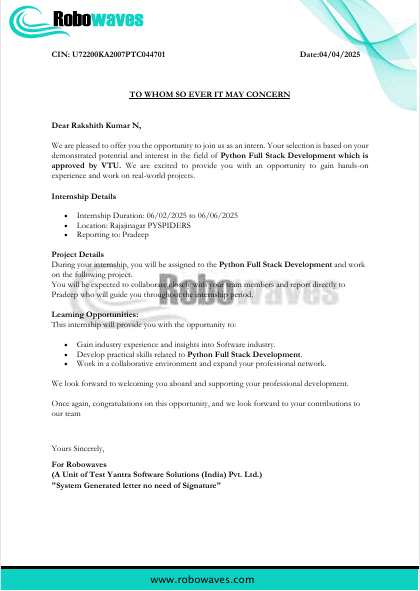 Robowaves
CIN: U72200KA2007PTC044701 Date:04/04/2025
TO WHOM SO EVER IT MAY CONCERN
Dear Rakshith Kumar N,
We are pleased to offer you the opportunity to join us as an intern. Your selection is based on your
demonstrated potential and interest in the field of Python Full Stack Development which is
approved by VTU. We are excited to provide you with an opportunity to gain hands-on
experience and work on real-world projects.
Internship Details
• Internship Duration: 06/02/2025 to 06/06/2025
• Location: Rajajinagar PYSPIDERS
• Reporting to: Pradeep
Project Details
During your internship, you will be assigned to the Python Full Stack Development and work
on the following project.
You will be expected to collaborate closely with your team members and report directly to
Pradeep who will guide you throughout the internship period.
Robowaves
Learning Opportunities:
This internship will provide you with the opportunity to:
• Gain industry experience and insights into Software industry.
• Develop practical skills related to Python Full Stack Development.
• Work in a collaborative environment and expand your professional network.
We look forward to welcoming you aboard and supporting your professional development.
Once again, congratulations on this opportunity, and we look forward to your contributions to
our team
Yours Sincerely,
For Robowaves
(A Unit of Test Yantra Software Solutions (India) Pvt. Ltd.)
"System Generated letter no need of Signature"
www.robowaves.com